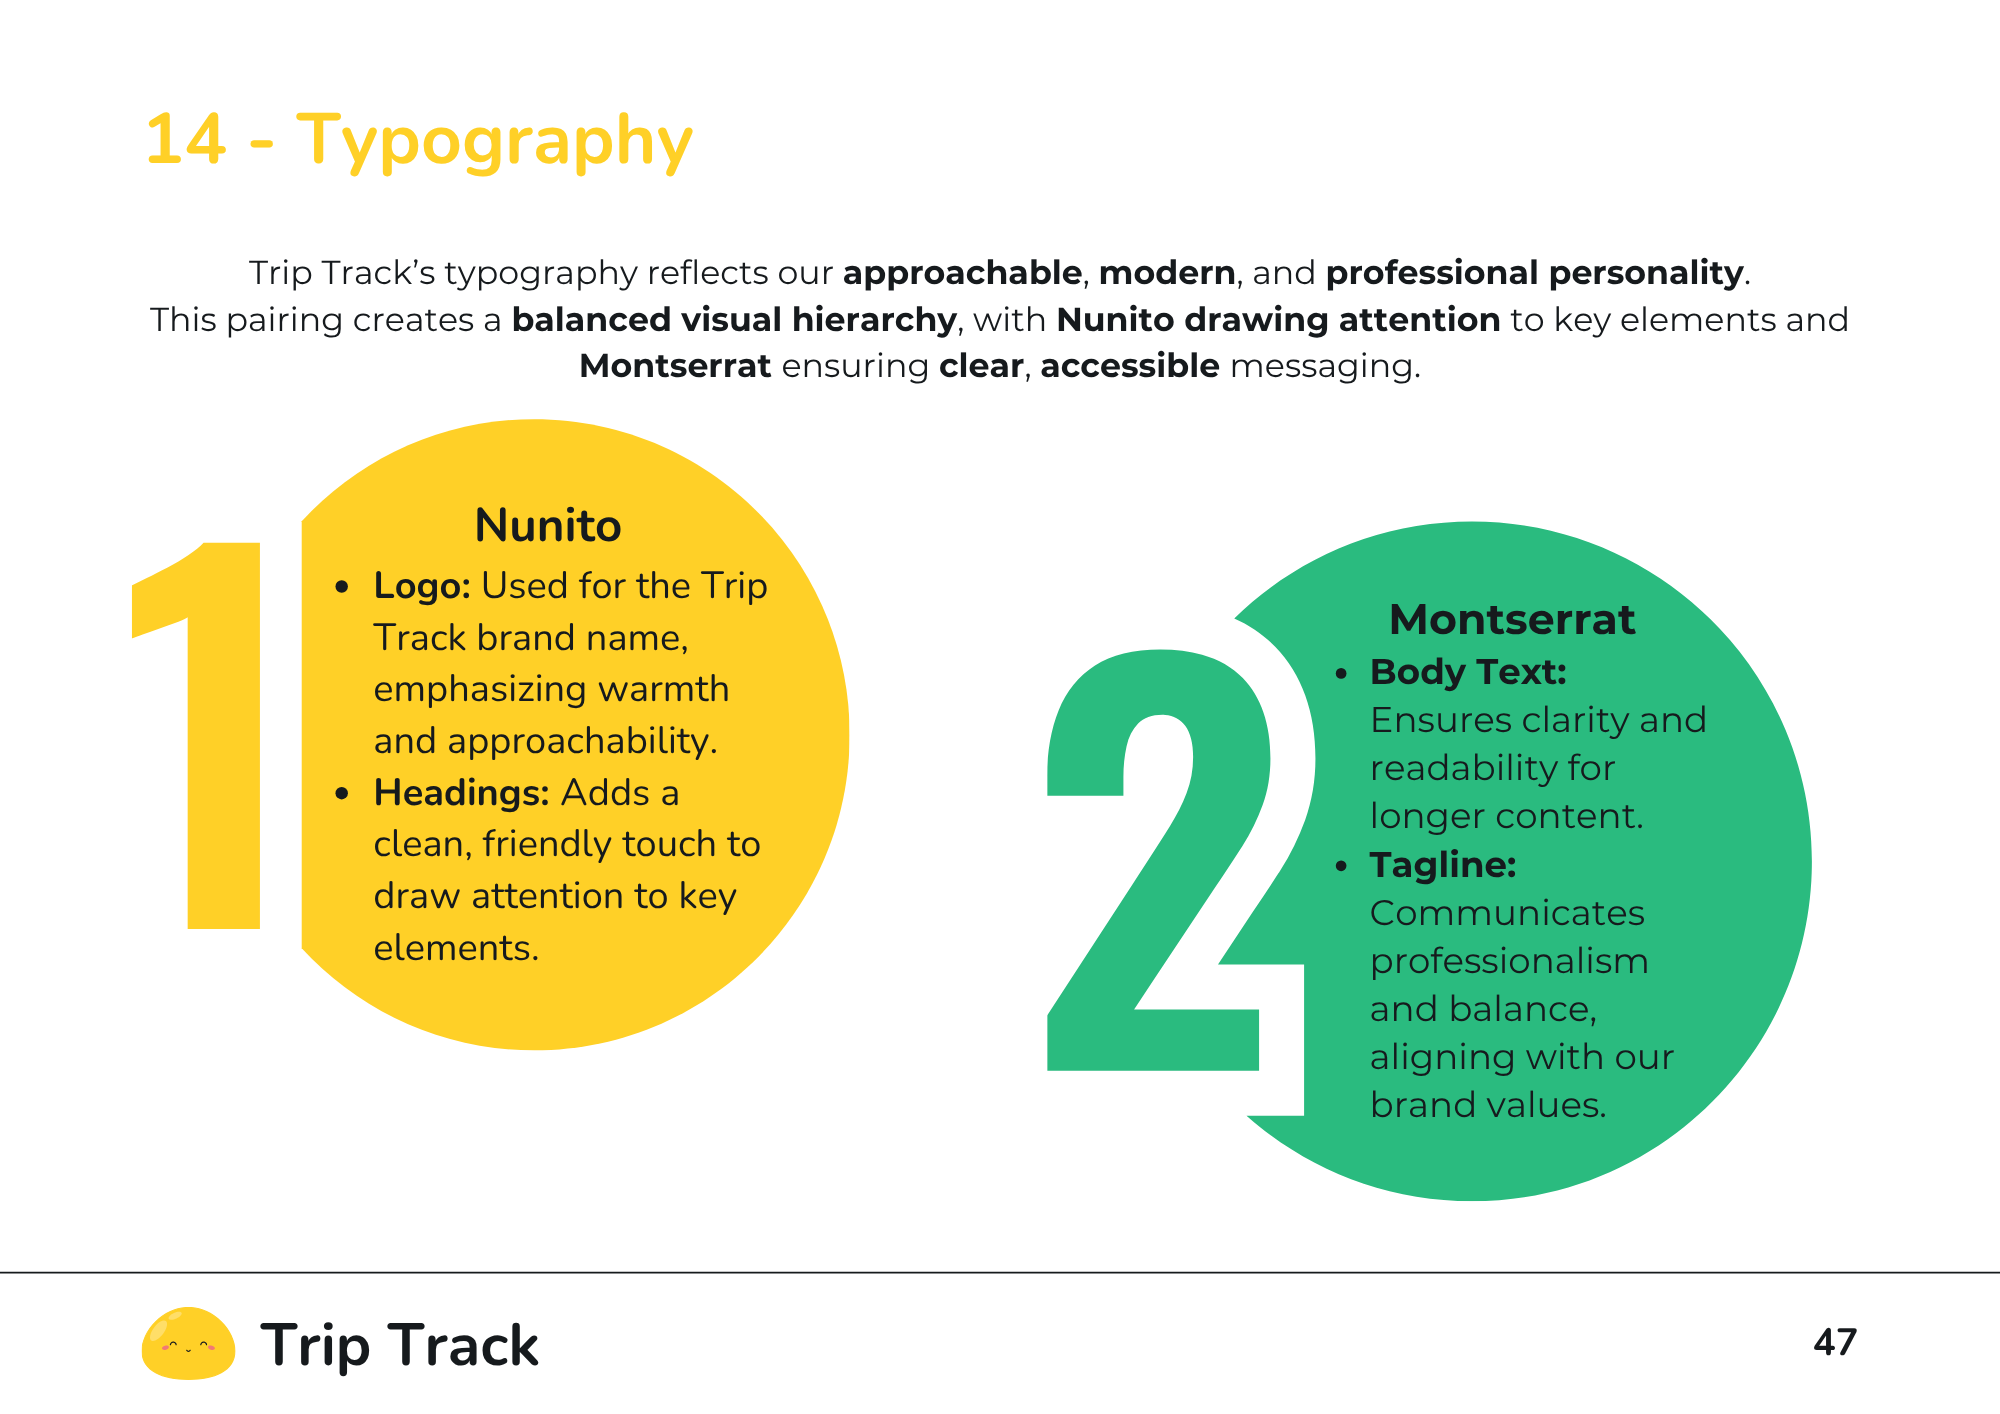 14 - Typography
Trip Track’s typography reflects our approachable, modern, and professional personality.
This pairing creates a balanced visual hierarchy, with Nunito drawing attention to key elements and
Montserrat ensuring clear, accessible messaging.
1
Nunito
• Logo: Used for the Trip
Track brand name,
emphasizing warmth
and approachability.
• Headings: Adds a
clean, friendly touch to
draw attention to key
elements.
2
Montserrat
• Body Text:
Ensures clarity and
readability for
longer content.
• Tagline:
Communicates
professionalism
and balance,
aligning with our
brand values.
Trip Track
47